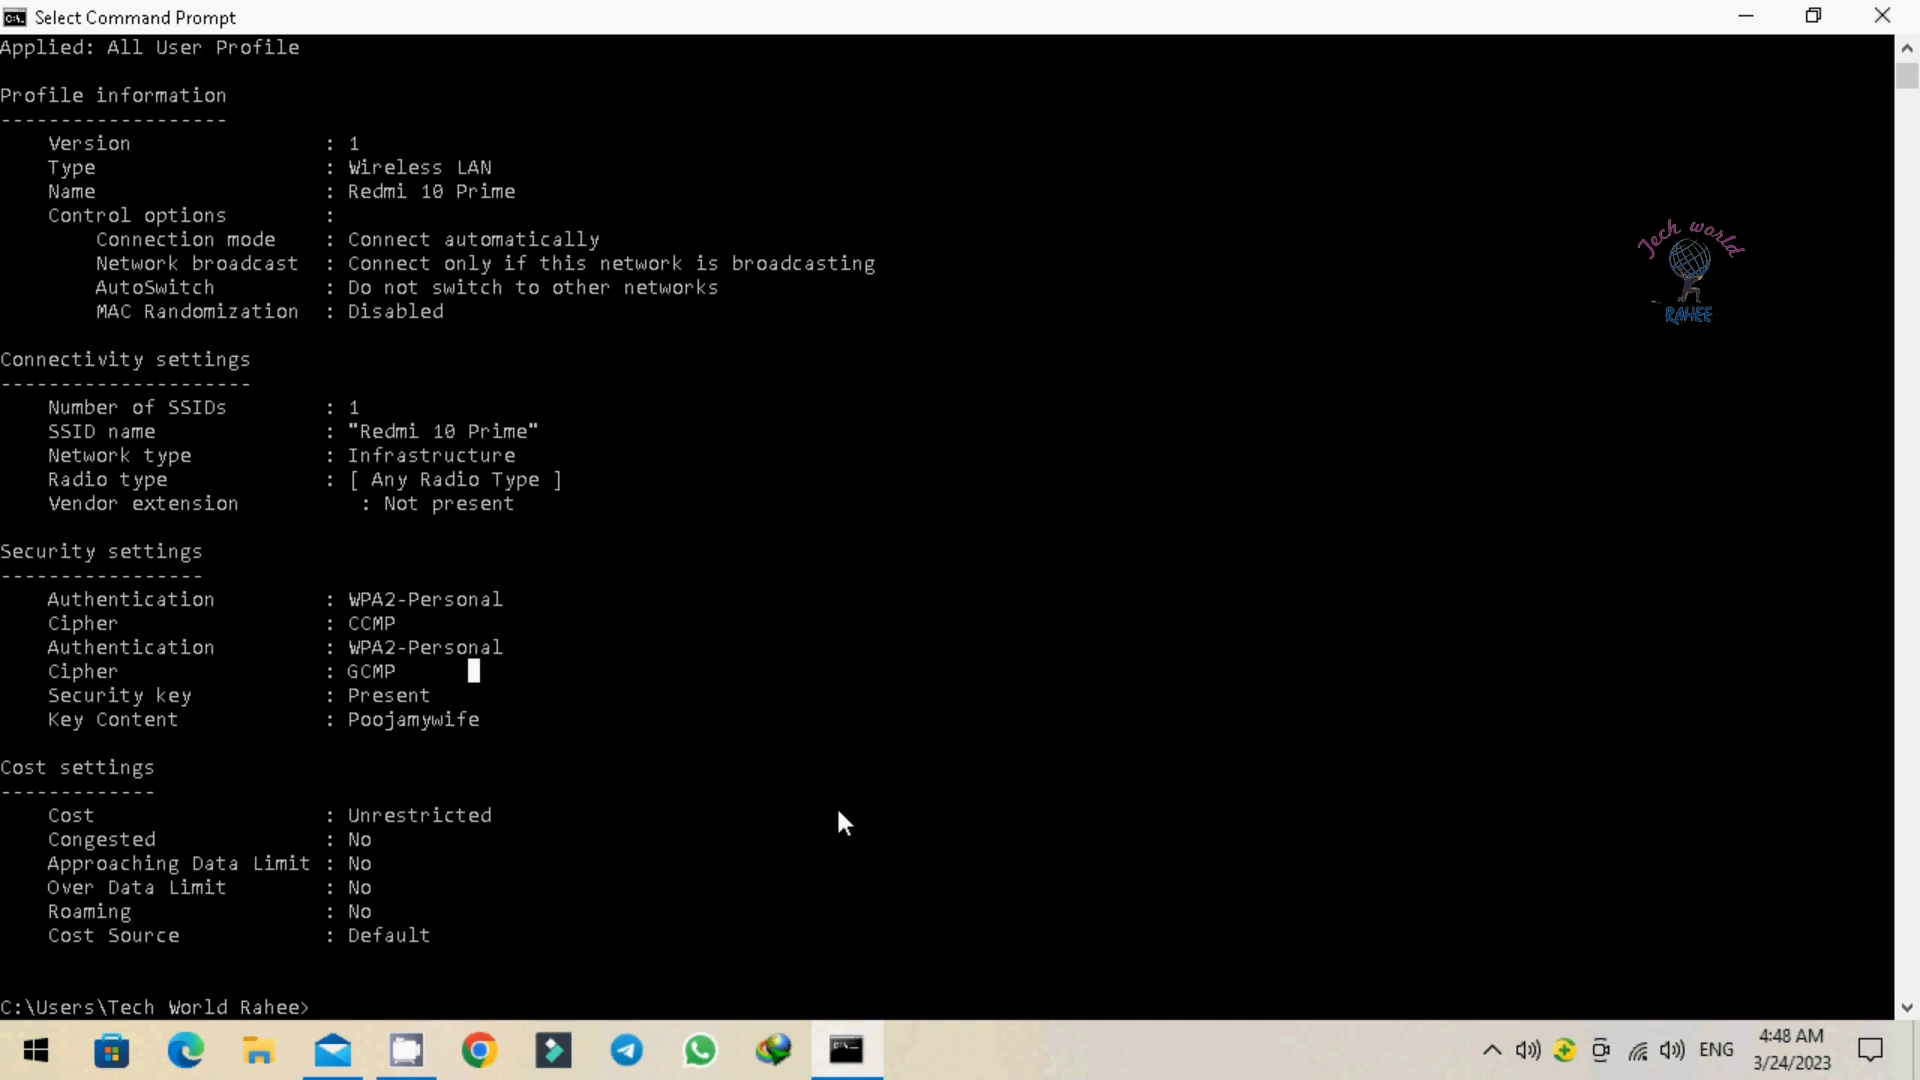 Select Command Prompt
Applied: All User Profile
Profile information
-------------------
Version : 1
Type : Wireless LAN
Name : Redmi 10 Prime
Control options :
Connection mode : Connect automatically
Network broadcast : Connect only if this network is broadcasting
AutoSwitch : Do not switch to other networks
MAC Randomization : Disabled
Tech world
RAHEE
Connectivity settings
---------------------
Number of SSIDs : 1
SSID name : "Redmi 10 Prime"
Network type : Infrastructure
Radio type : [ Any Radio Type ]
Vendor extension : Not present
Security settings
-----------------
Authentication : WPA2-Personal
Cipher : CCMP
Authentication : WPA2-Personal
Cipher : GCMP
Security key : Present
Key Content : Poojamywife
Cost settings
-------------
Cost : Unrestricted
Congested : No
Approaching Data Limit : No
Over Data Limit : No
Roaming : No
Cost Source : Default
C:\Users\Tech World Rahee>
ENG
4:48 AM
3/24/2023